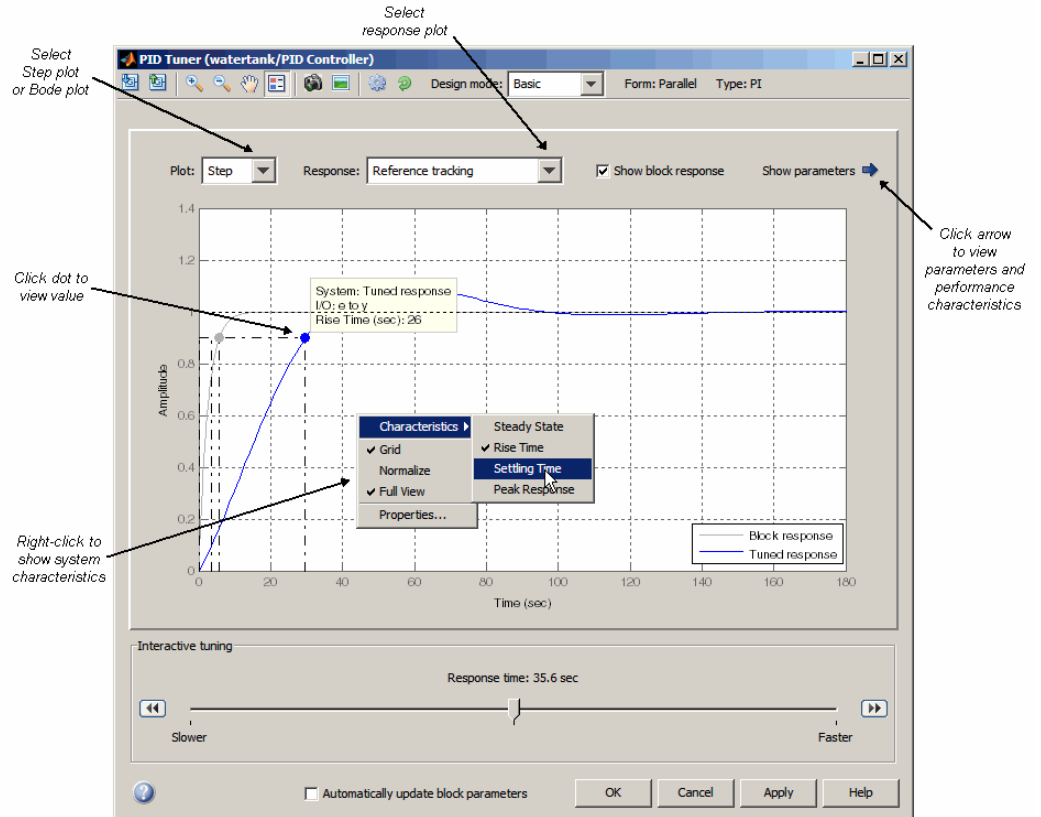 Select
response plot
Select
Step plot
or Bode plot
PID Tuner (watertank/PID Controller)
Design mode: Basic
Form: Parallel Type: PI
Plot: Step
Response: Reference tracking
Show block response
Show parameters
Click arrow
to view
parameters and
performance
characteristics
Click dot to
view value
1.4
1.2
1
0.8
0.6
0.4
0.2
0
Amplitude
System: Tuned response
I/O: e to y
Rise Time (sec): 26
Characteristics
Grid
Normalize
Full View
Properties...
Steady State
Rise Time
Settling Time
Peak Response
Right-click to
show system
characteristics
Block response
Tuned response
0 20 40 60 80 100 120 140 160 180
Time (sec)
Interactive tuning
Response time: 35.6 sec
Slower
Faster
?
Automatically update block parameters
OK
Cancel
Apply
Help